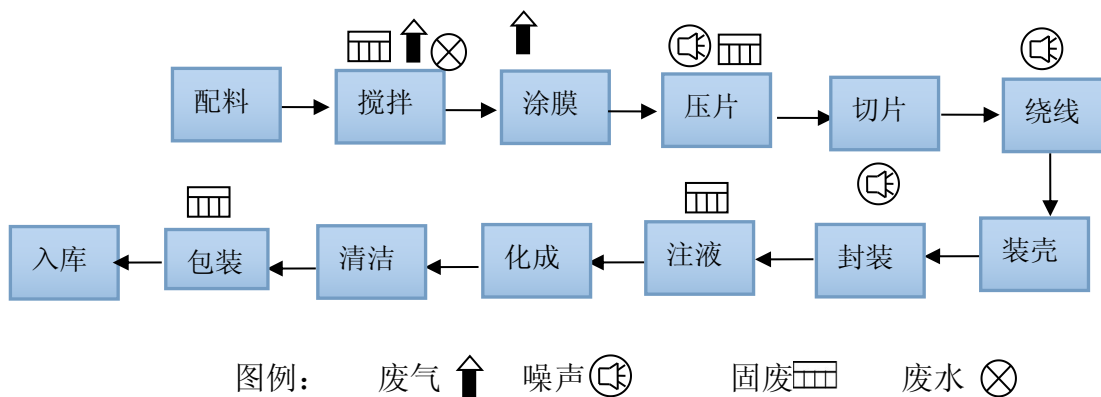 配料 搅拌 涂膜 压片 切片 绕线
入库 包装 清洁 化成 注液 封装 装壳
图例： 废气 噪声 固废 废水